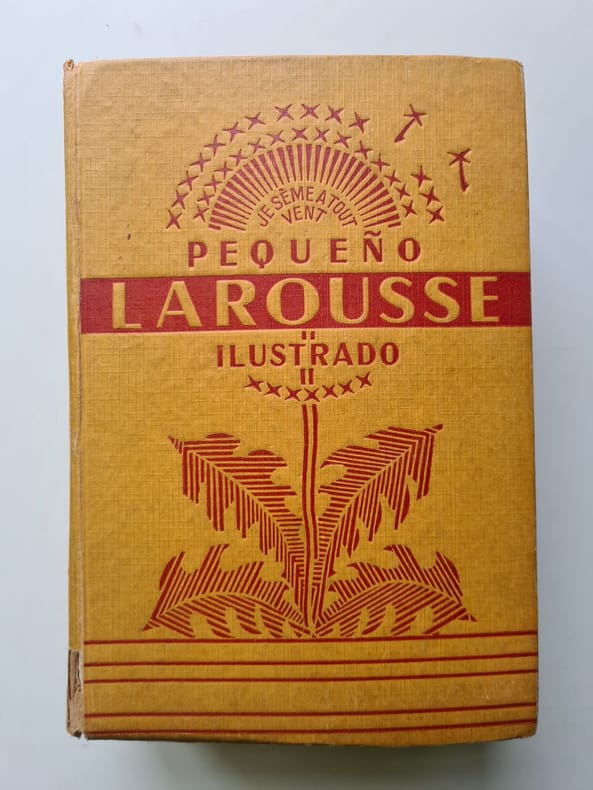 JE SÈME A TOUT
VENT
PEQUEÑO
LAROUSSE
ILUSTRADO